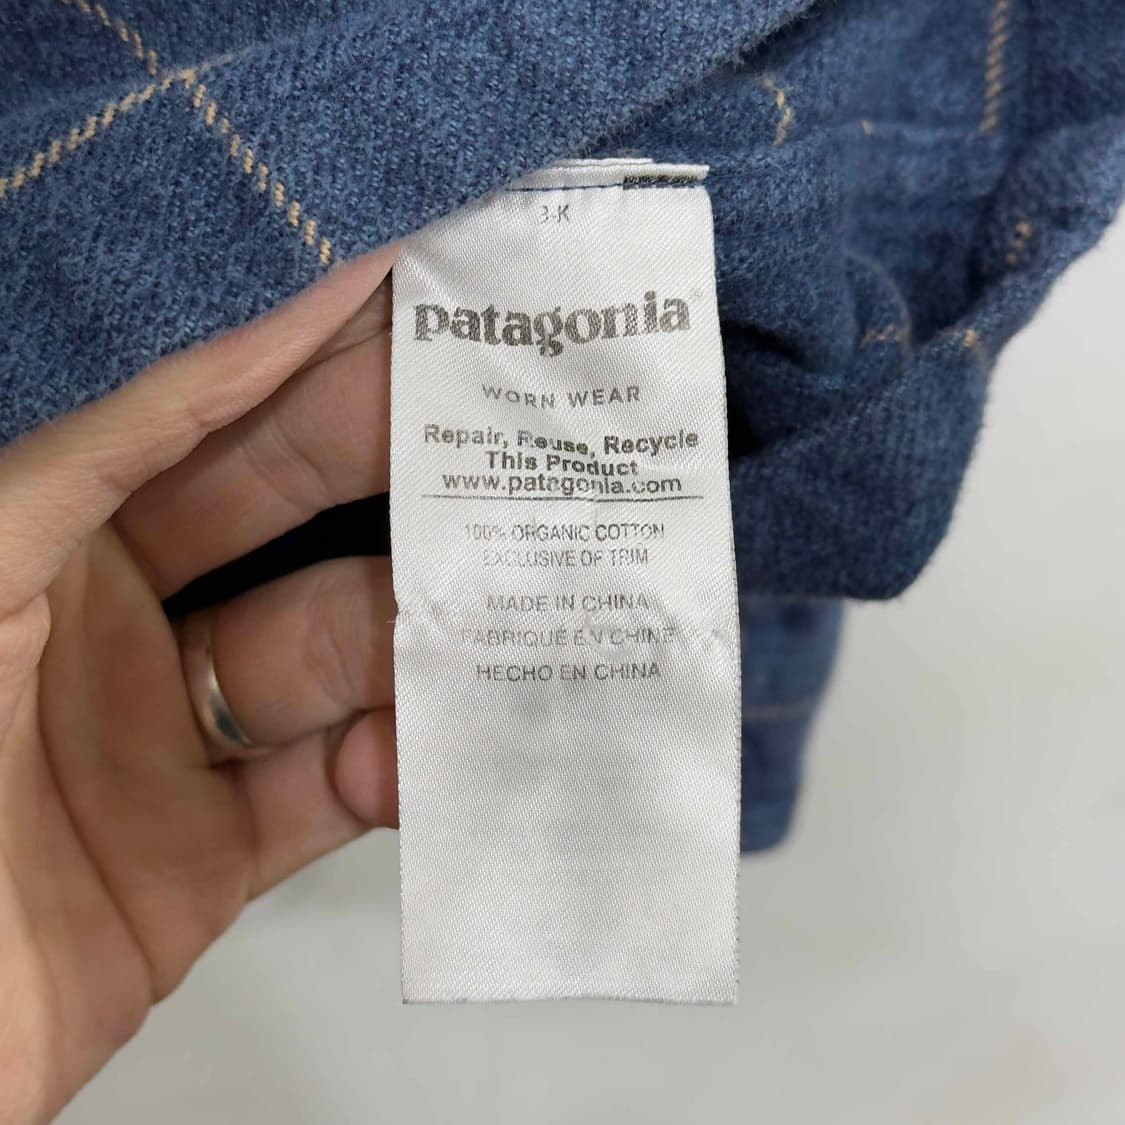 patagonia®
WORN WEAR
Repair, Reuse, Recycle
This Product
www.patagonia.com
100% ORGANIC COTTON
EXCLUSIVE OF TRIM
MADE IN CHINA
FABRIQUÉ EN CHINE
HECHO EN CHINA